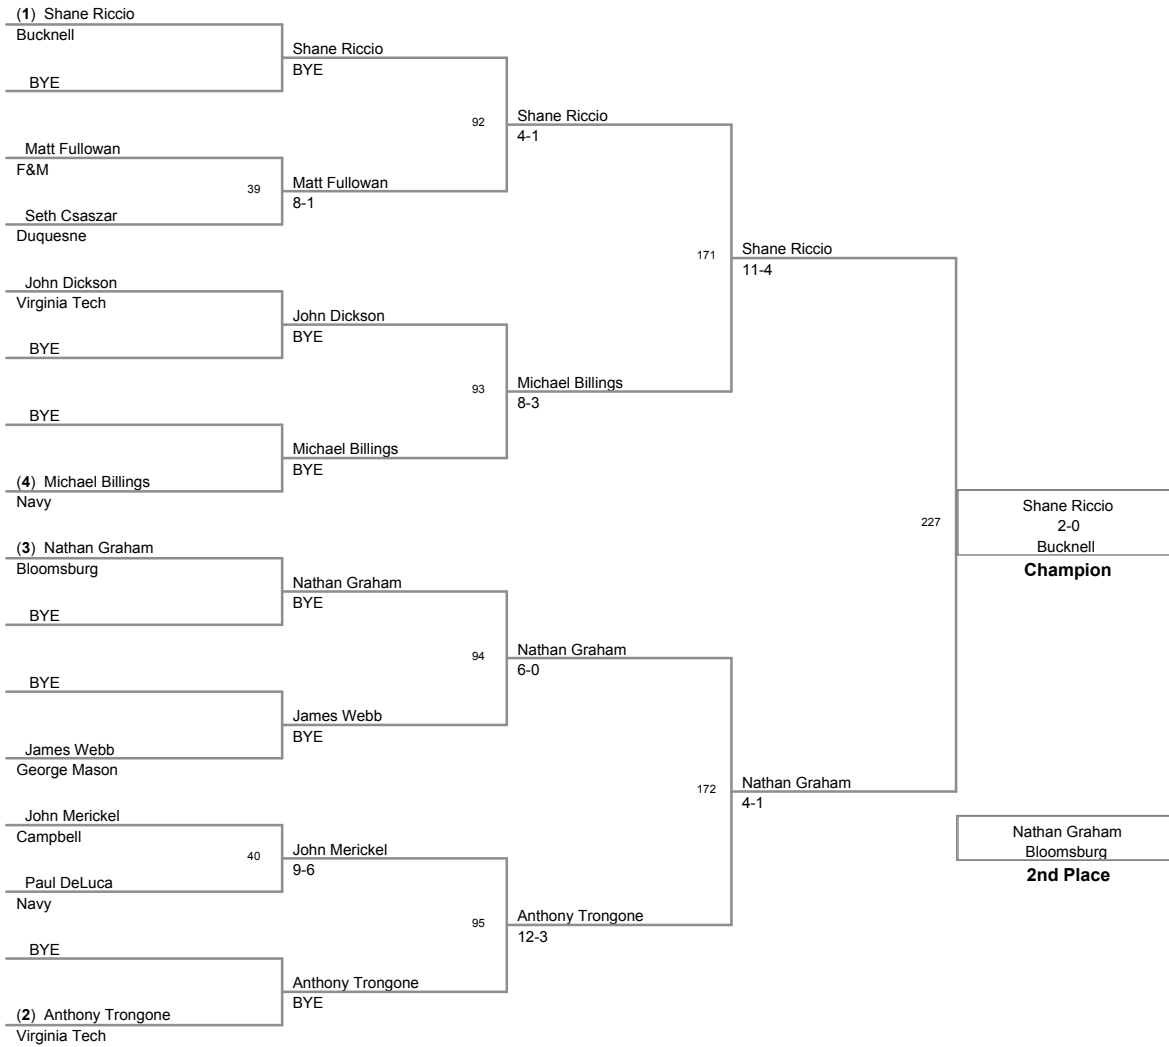 (1) Shane Riccio
Bucknell
BYE
Matt Fullowan
F&M
Seth Csaszar
Duquesne
John Dickson
Virginia Tech
BYE
BYE
(4) Michael Billings
Navy
(3) Nathan Graham
Bloomsburg
BYE
BYE
James Webb
George Mason
John Merickel
Campbell
Paul DeLuca
Navy
BYE
(2) Anthony Trongone
Virginia Tech
Shane Riccio
BYE
39
Matt Fullowan
8-1
John Dickson
BYE
Michael Billings
BYE
Nathan Graham
BYE
James Webb
BYE
40
John Merickel
9-6
Anthony Trongone
BYE
92
Shane Riccio
4-1
93
Michael Billings
8-3
94
Nathan Graham
6-0
95
Anthony Trongone
12-3
171
Shane Riccio
11-4
172
Nathan Graham
4-1
227
Shane Riccio
2-0
Bucknell
Champion
Nathan Graham
Bloomsburg
2nd Place